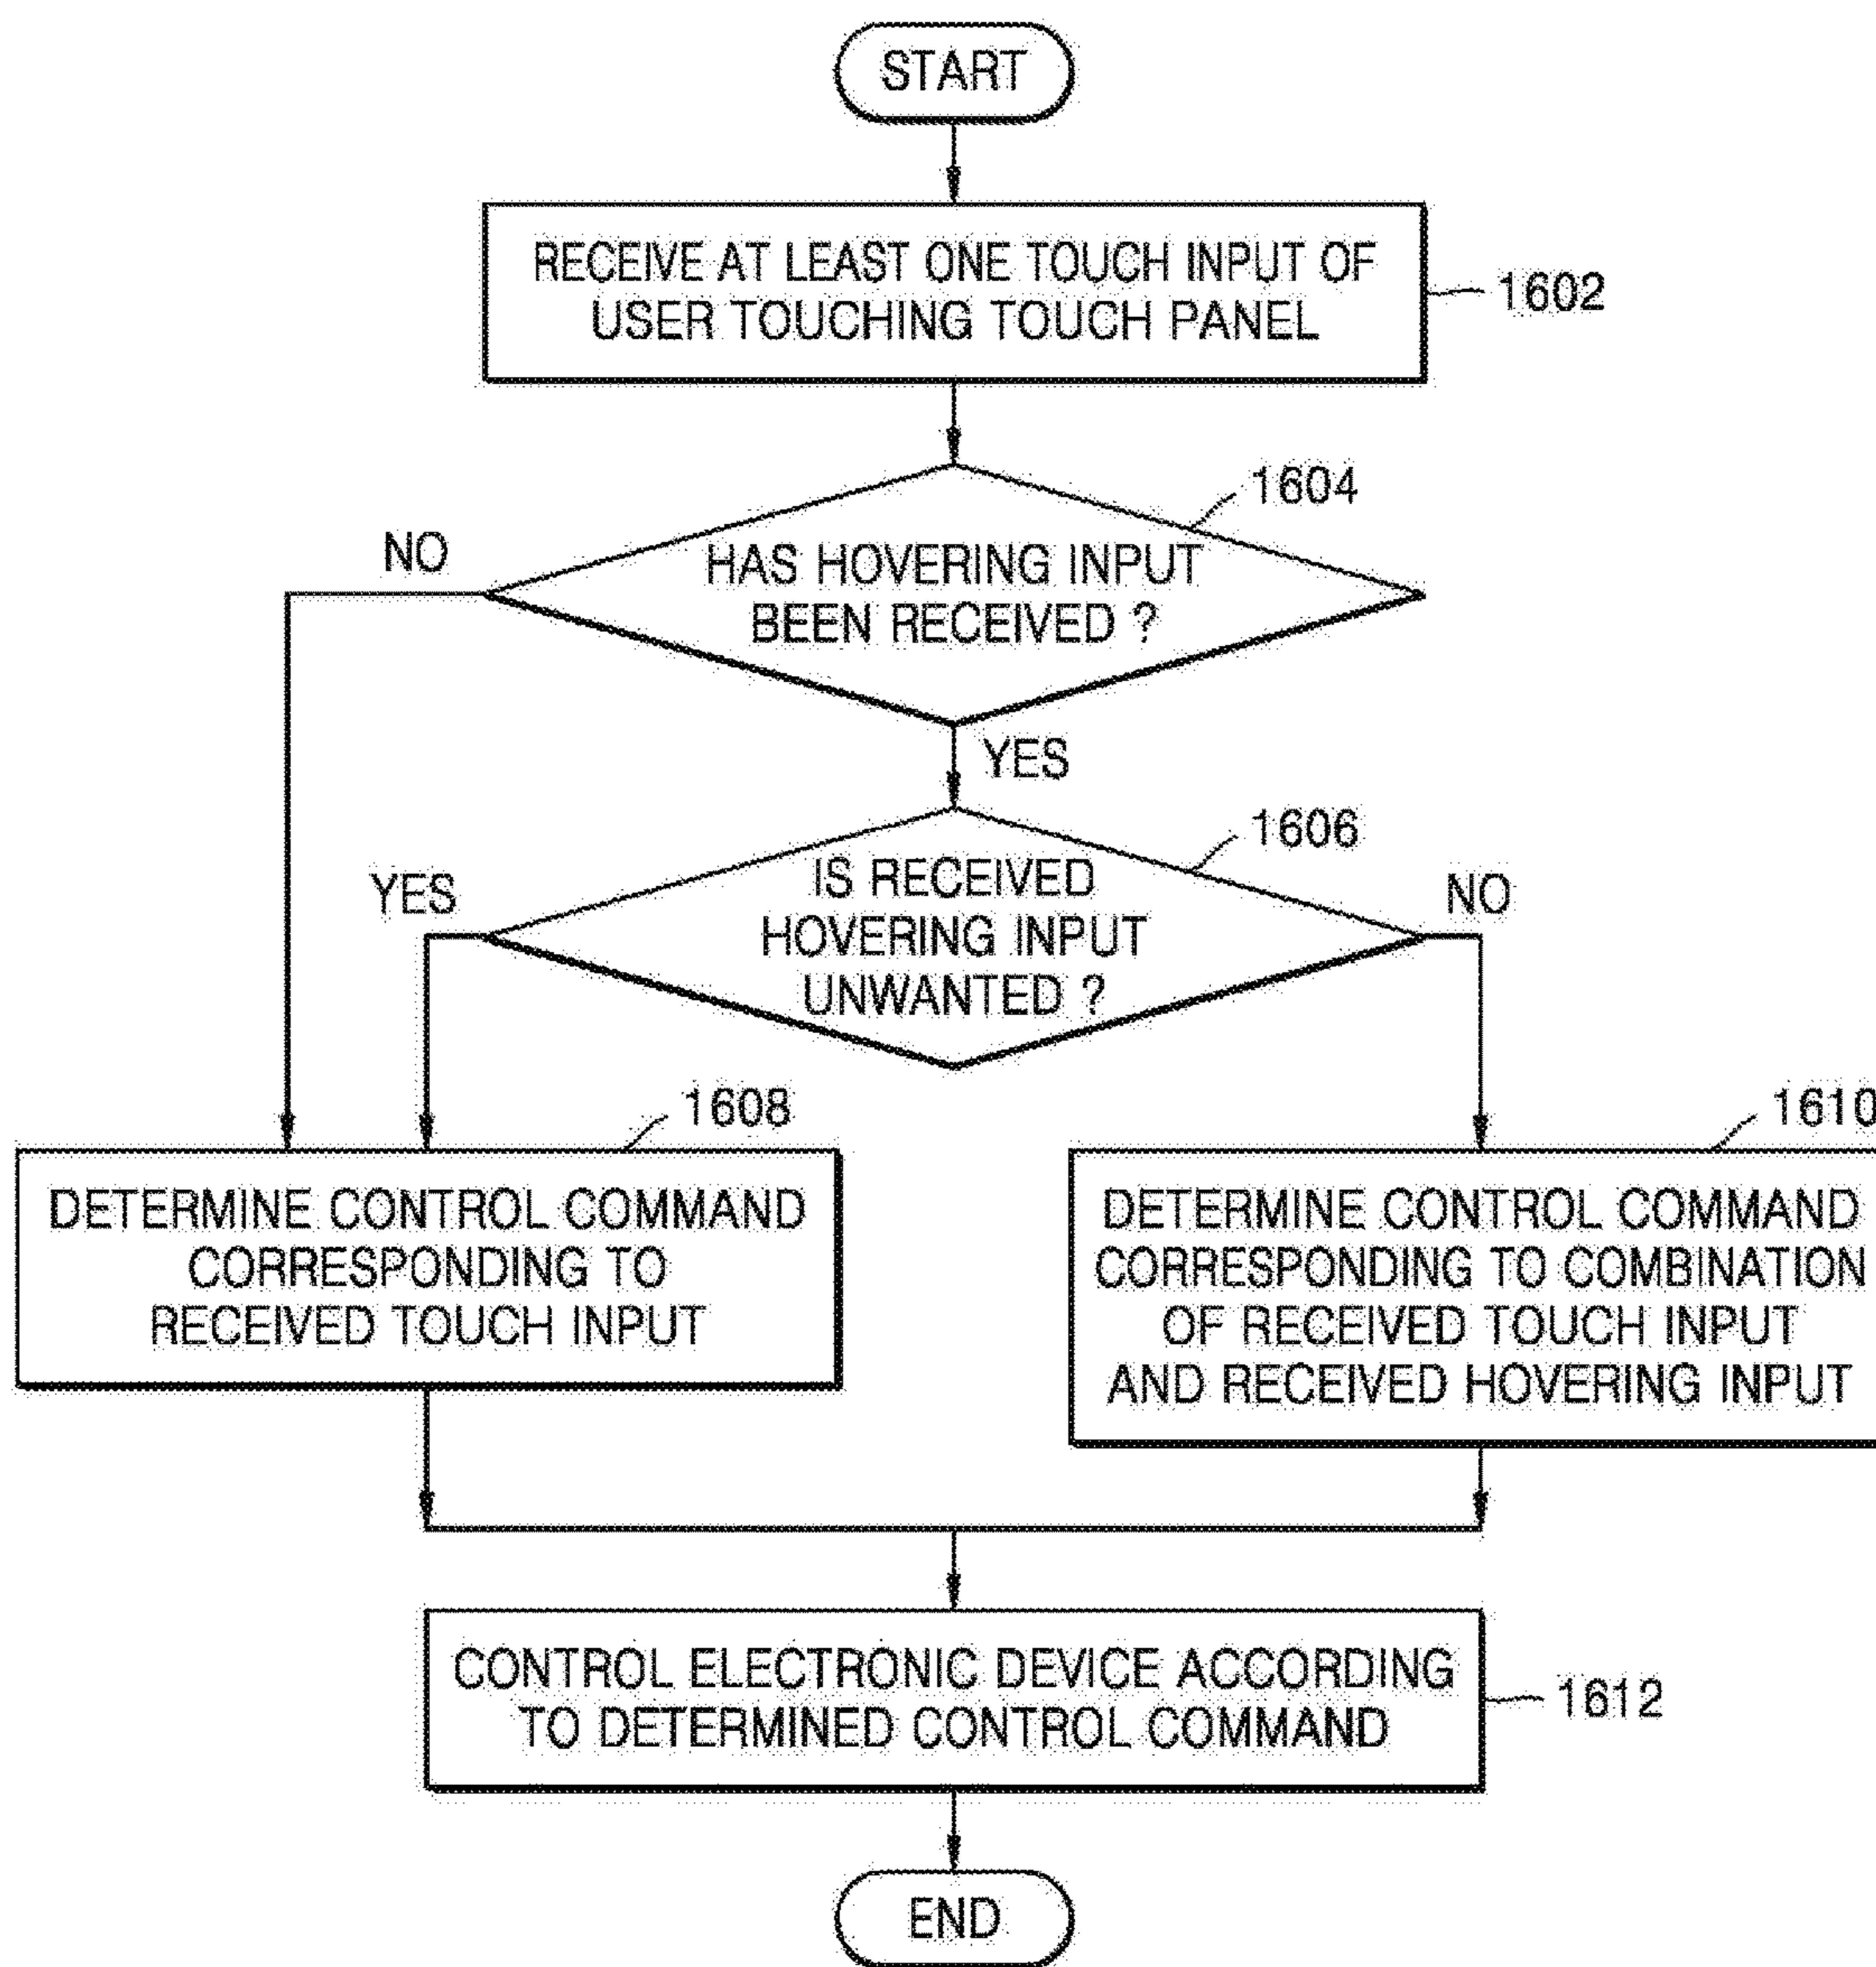 START
RECEIVE AT LEAST ONE TOUCH INPUT OF
USER TOUCHING TOUCH PANEL
1602
1604
NO
HAS HOVERING INPUT
BEEN RECEIVED ?
YES
1606
YES
IS RECEIVED
HOVERING INPUT
UNWANTED ?
NO
1608
DETERMINE CONTROL COMMAND
CORRESPONDING TO
RECEIVED TOUCH INPUT
1610
DETERMINE CONTROL COMMAND
CORRESPONDING TO COMBINATION
OF RECEIVED TOUCH INPUT
AND RECEIVED HOVERING INPUT
CONTROL ELECTRONIC DEVICE ACCORDING
TO DETERMINED CONTROL COMMAND
1612
END